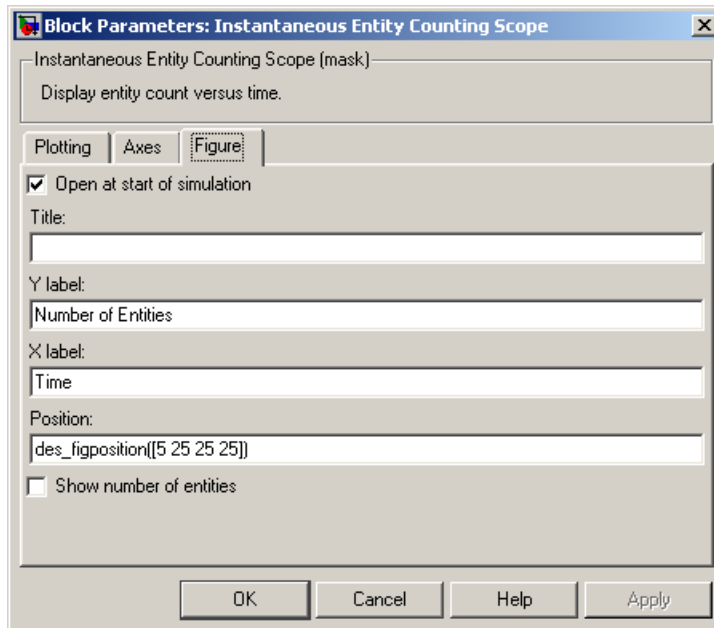 Block Parameters: Instantaneous Entity Counting Scope
Instantaneous Entity Counting Scope (mask)
Display entity count versus time.
Plotting Axes Figure
Open at start of simulation
Title:
Y label:
Number of Entities
X label:
Time
Position:
des_figposition([5 25 25 25])
Show number of entities
OK Cancel Help Apply